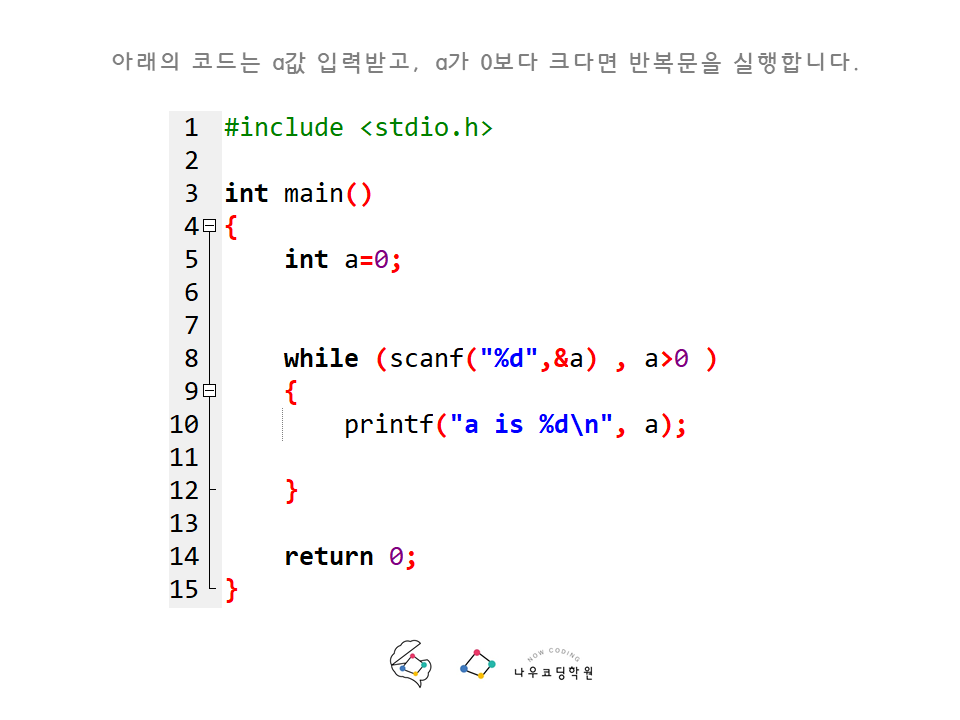 아래의 코드는 a값 입력받고, a가 0보다 크다면 반복문을 실행합니다.
1 #include <stdio.h>
2
3 int main()
4 {
5     int a=0;
6
7
8     while (scanf("%d",&a) , a>0 )
9     {
10         printf("a is %d\n", a);
11
12     }
13
14     return 0;
15 }
NOW CODING
나우코딩학원